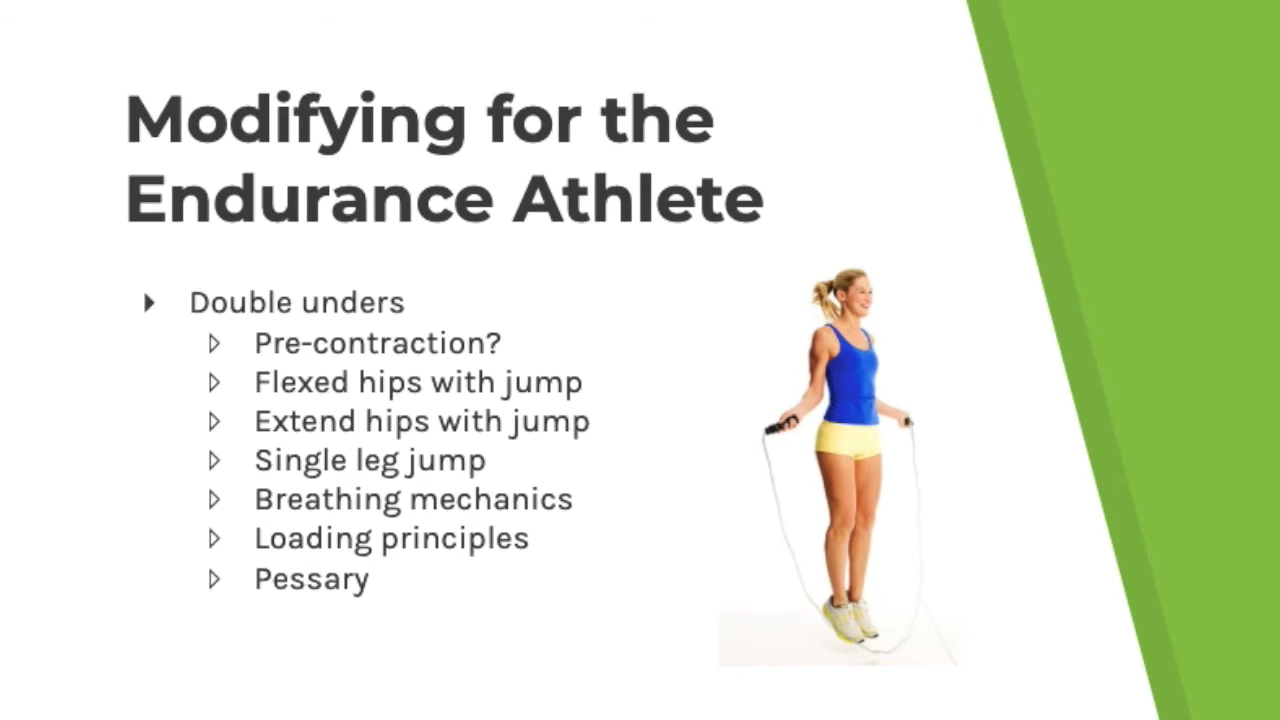 Modifying for the
Endurance Athlete
Double unders
Pre-contraction?
Flexed hips with jump
Extend hips with jump
Single leg jump
Breathing mechanics
Loading principles
Pessary